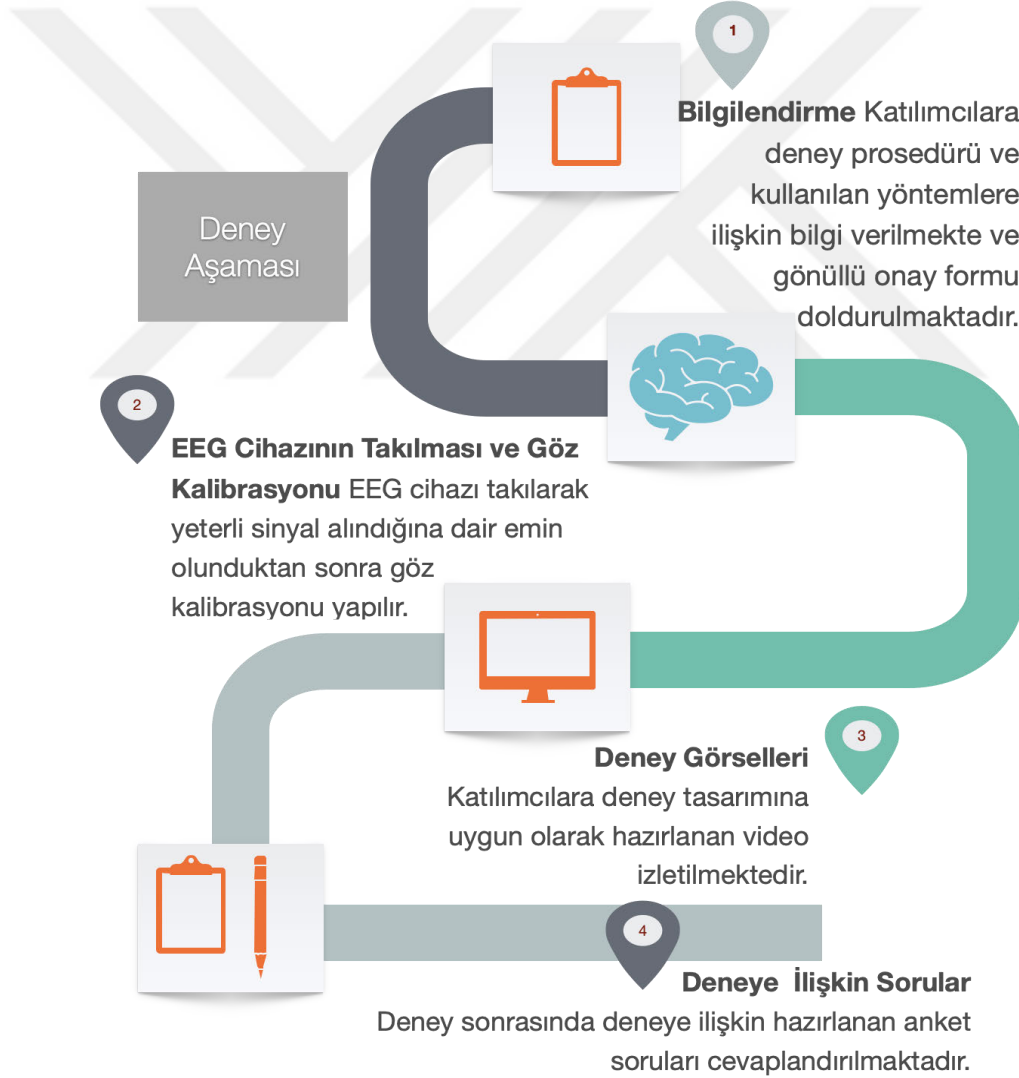 1
Bilgilendirme Katılımcılara
deney prosedürü ve
kullanılan yöntemlere
ilişkin bilgi verilmekte ve
gönüllü onay formu
doldurulmaktadır.
Deney
Aşaması
2
EEG Cihazının Takılması ve Göz
Kalibrasyonu EEG cihazı takılarak
yeterli sinyal alındığına dair emin
olunduktan sonra göz
kalibrasyonu yapılır.
3
Deney Görselleri
Katılımcılara deney tasarımına
uygun olarak hazırlanan video
izletilmektedir.
4
Deneye İlişkin Sorular
Deney sonrasında deneye ilişkin hazırlanan anket
soruları cevaplandırılmaktadır.